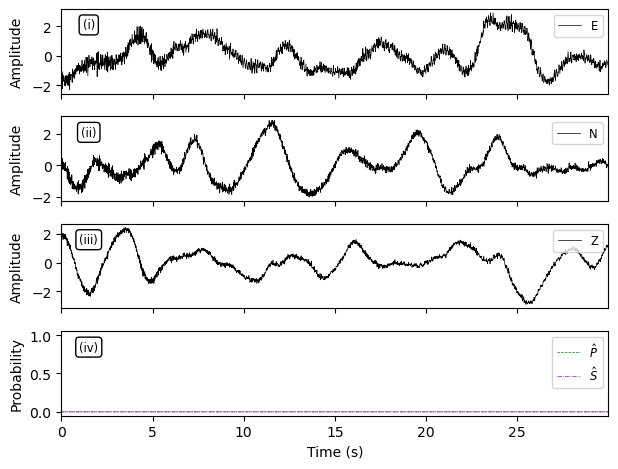 (i)
E
Amplitude
2
0
−2
(ii)
N
Amplitude
2
0
−2
(iii)
Z
Amplitude
2
0
−2
(iv)
P̂
Ŝ
Probability
1.0
0.5
0.0
0 5 10 15 20 25
Time (s)